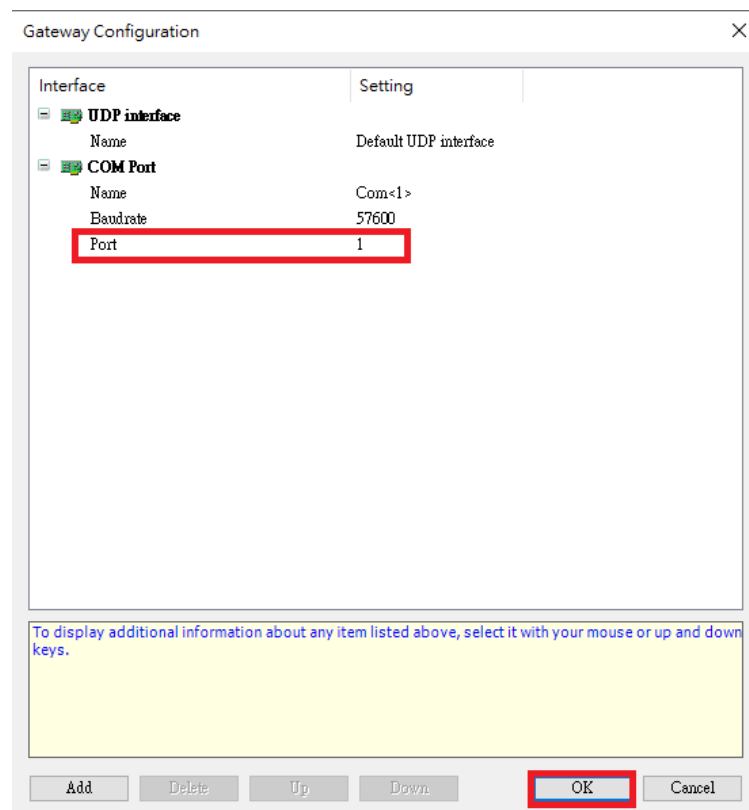 Gateway Configuration
Interface Setting
UDP interface
Name Default UDP interface
COM Port
Name Com<1>
Baudrate 57600
Port 1
To display additional information about any item listed above, select it with your mouse or up and down
keys.
Add Delete Up Down OK Cancel